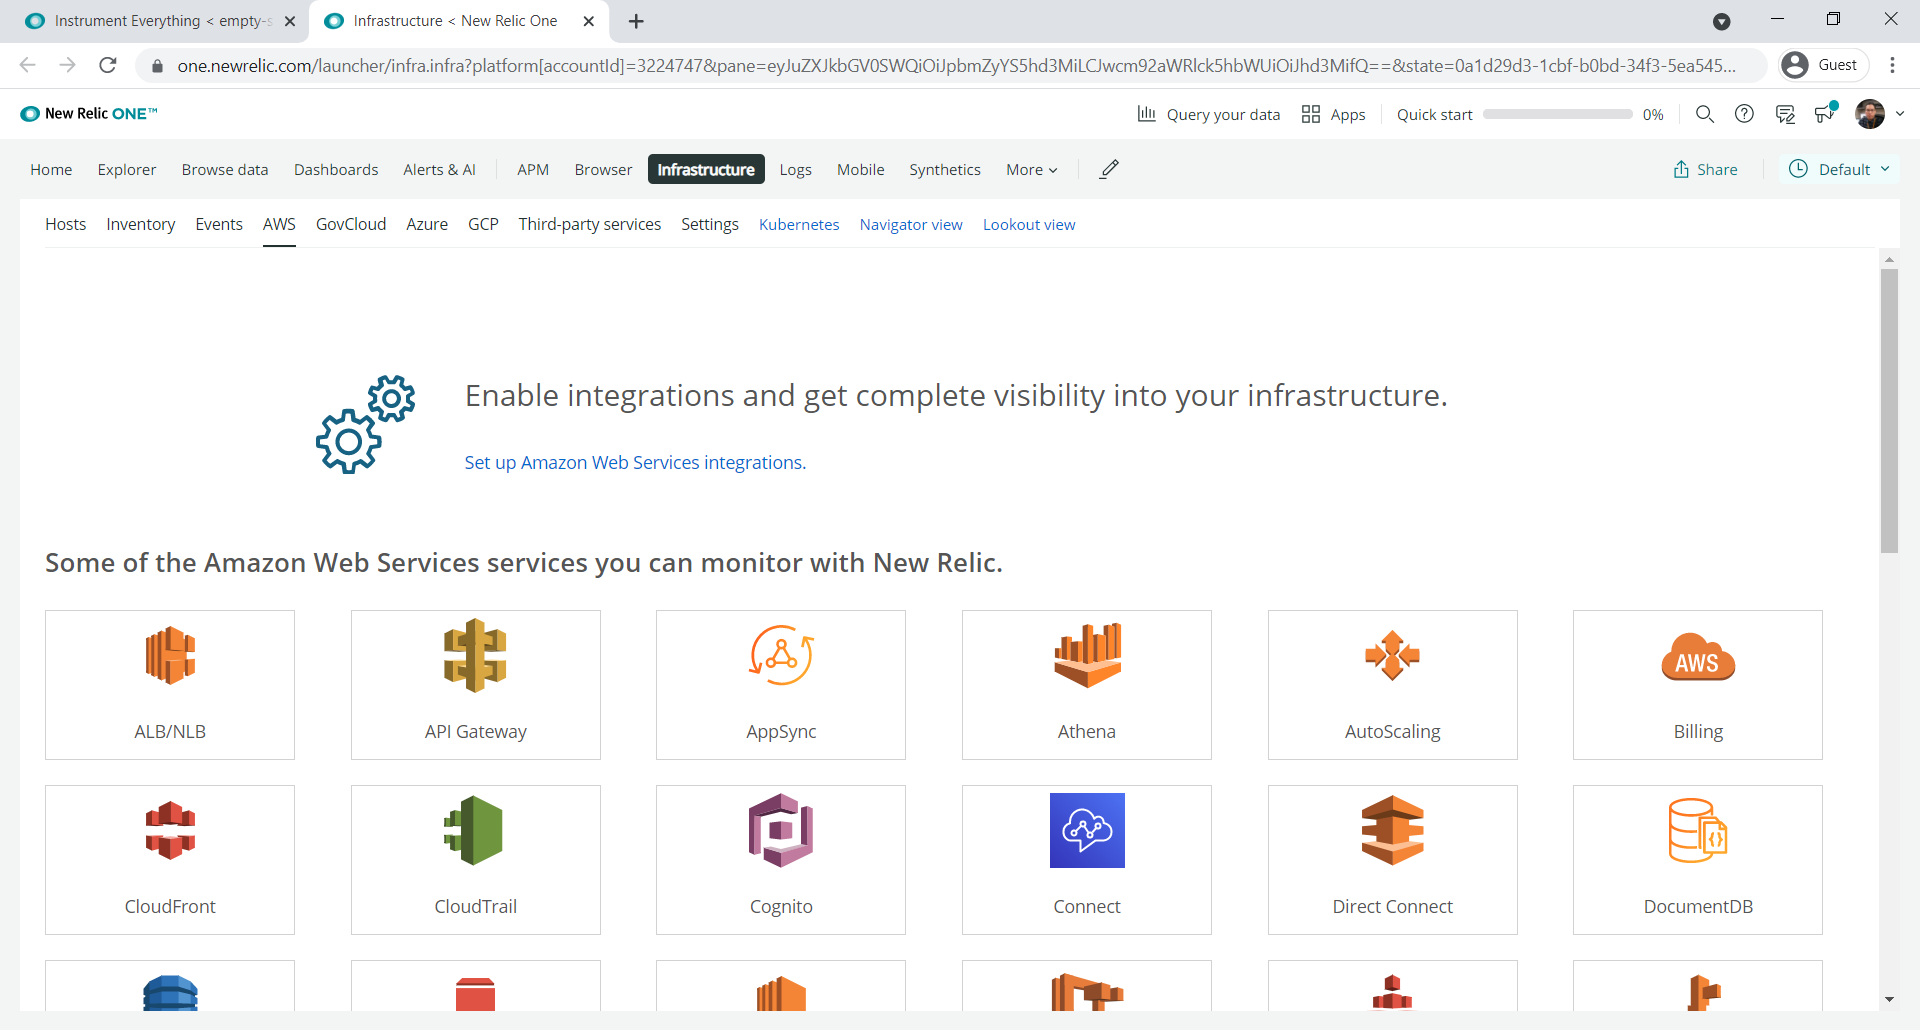 Instrument Everything < empty-s
Infrastructure < New Relic One
one.newrelic.com/launcher/infra.infra?platform[accountId]=3224747&pane=eyJuZXJkbGV0SWQiOiJpbmZyYS5hd3MiLCJwcm92aWRlck5hbWUiOiJhd3MifQ==&state=0a1d29d3-1cbf-b0bd-34f3-5ea545...
Guest
New Relic ONE™
Query your data
Apps
Quick start
0%
Home
Explorer
Browse data
Dashboards
Alerts & AI
APM
Browser
Infrastructure
Logs
Mobile
Synthetics
More
Share
Default
Hosts
Inventory
Events
AWS
GovCloud
Azure
GCP
Third-party services
Settings
Kubernetes
Navigator view
Lookout view
Enable integrations and get complete visibility into your infrastructure.
Set up Amazon Web Services integrations.
Some of the Amazon Web Services services you can monitor with New Relic.
ALB/NLB
API Gateway
AppSync
Athena
AutoScaling
AWS
Billing
CloudFront
CloudTrail
Cognito
Connect
Direct Connect
DocumentDB